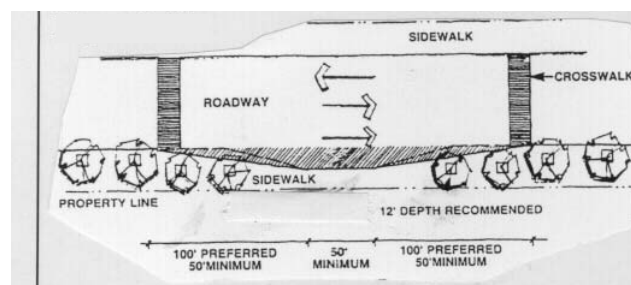 SIDEWALK
CROSSWALK
ROADWAY
SIDEWALK
PROPERTY LINE
12' DEPTH RECOMMENDED
100' PREFERRED
50'MINIMUM
50'
MINIMUM
100' PREFERRED
50'MINIMUM